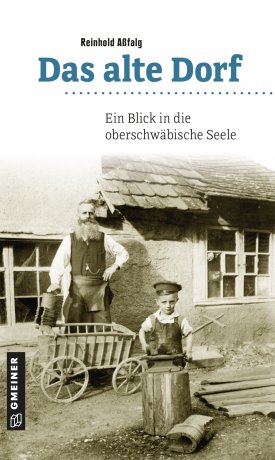 Reinhold Aßfalg
Das alte Dorf
Ein Blick in die
oberschwäbische Seele
GMEINER